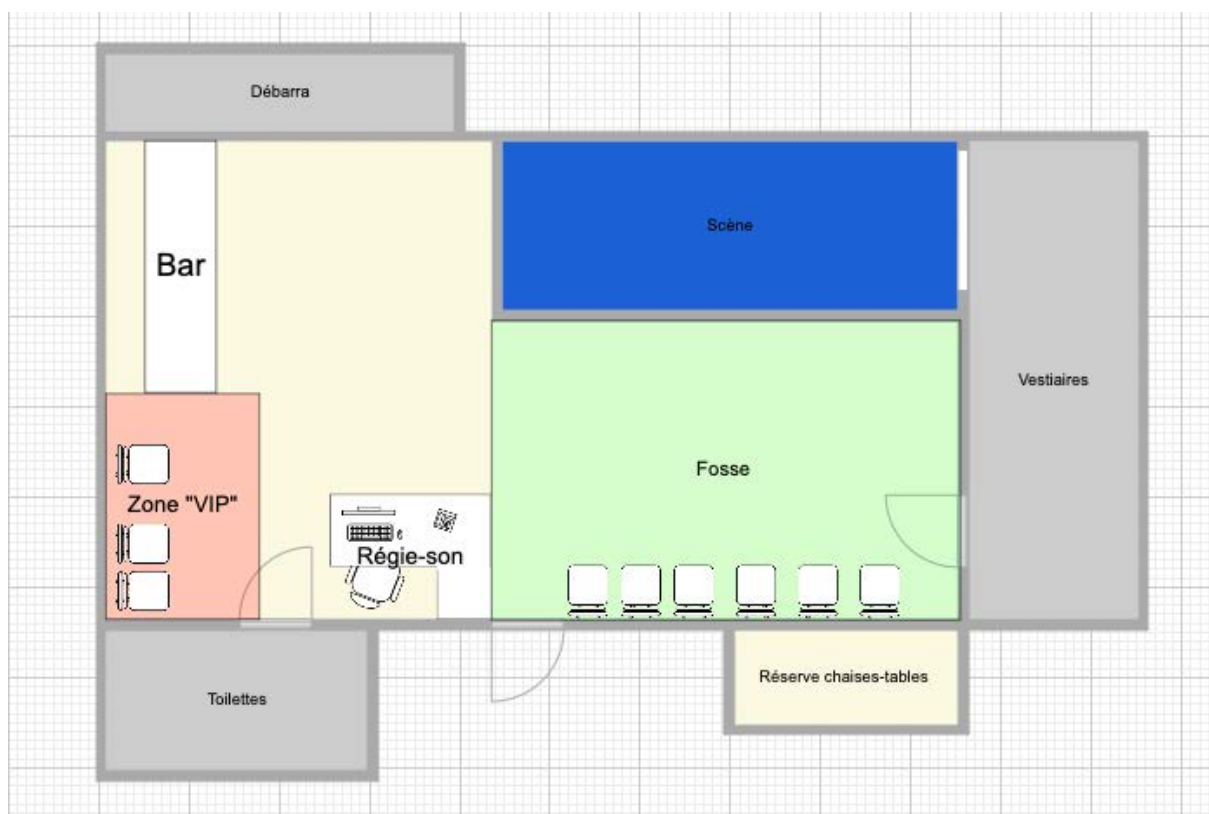 Débarra
Bar
Scène
Vestiaires
Fosse
Zone "VIP"
Régie-son
Toilettes
Réserve chaises-tables